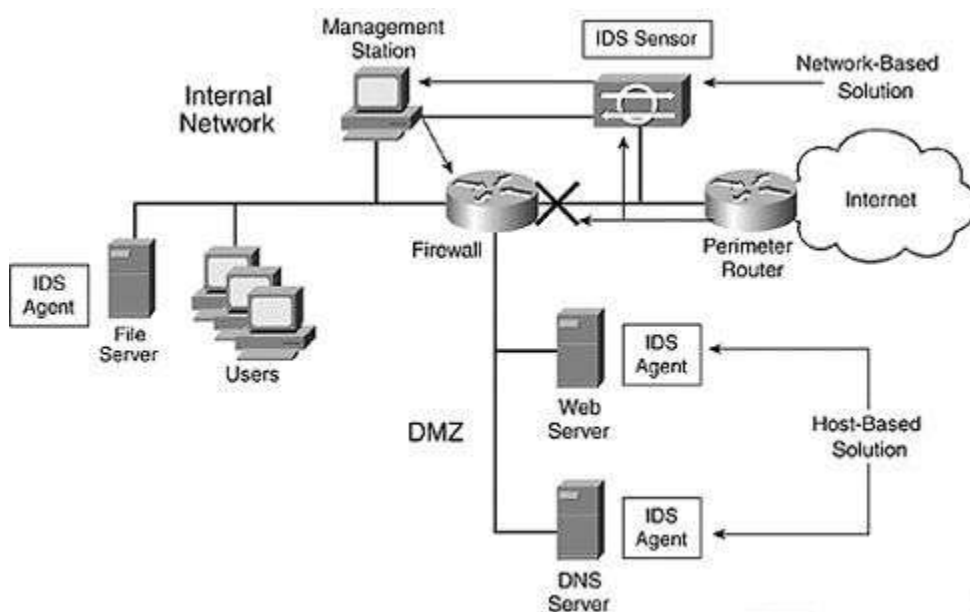 Management
Station
IDS Sensor
Network-Based
Solution
Internal
Network
Internet
Firewall
Perimeter
Router
IDS
Agent
File
Server
Users
IDS
Agent
Web
Server
DMZ
Host-Based
Solution
IDS
Agent
DNS
Server